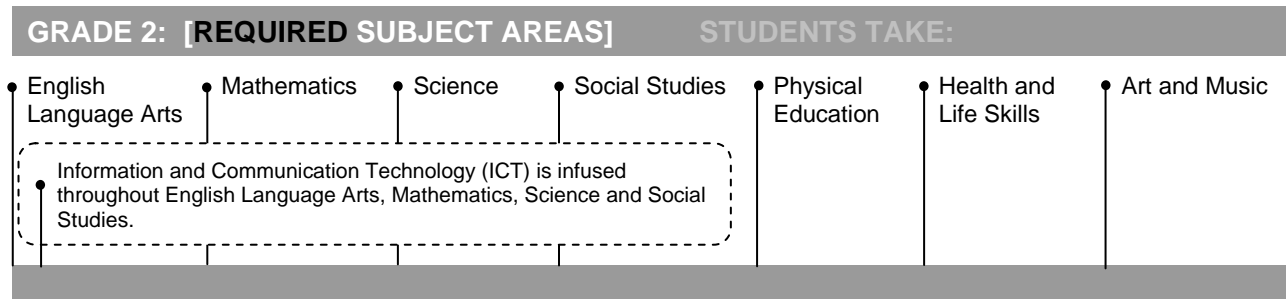 GRADE 2: [REQUIRED SUBJECT AREAS] STUDENTS TAKE:
English
Language Arts
Mathematics
Science
Social Studies
Physical
Education
Health and
Life Skills
Art and Music
Information and Communication Technology (ICT) is infused
throughout English Language Arts, Mathematics, Science and Social
Studies.